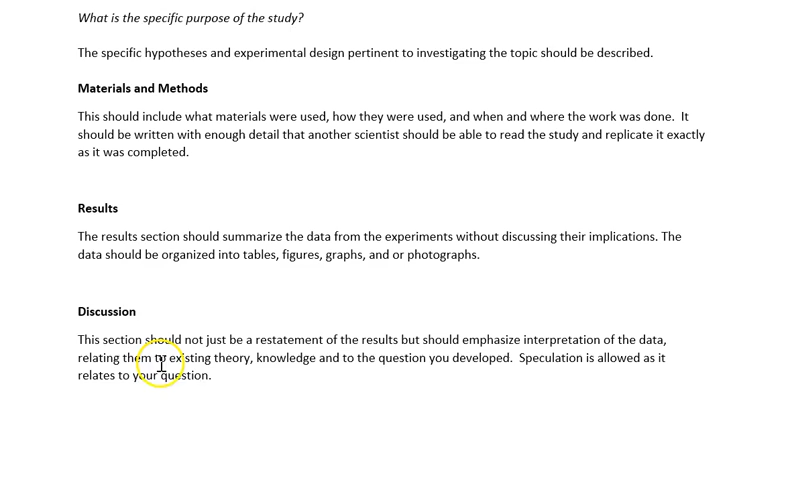 What is the specific purpose of the study?
The specific hypotheses and experimental design pertinent to investigating the topic should be described.
Materials and Methods
This should include what materials were used, how they were used, and when and where the work was done.  It
should be written with enough detail that another scientist should be able to read the study and replicate it exactly
as it was completed.
Results
The results section should summarize the data from the experiments without discussing their implications. The
data should be organized into tables, figures, graphs, and or photographs.
Discussion
This section should not just be a restatement of the results but should emphasize interpretation of the data,
relating them to existing theory, knowledge and to the question you developed.  Speculation is allowed as it
relates to your question.